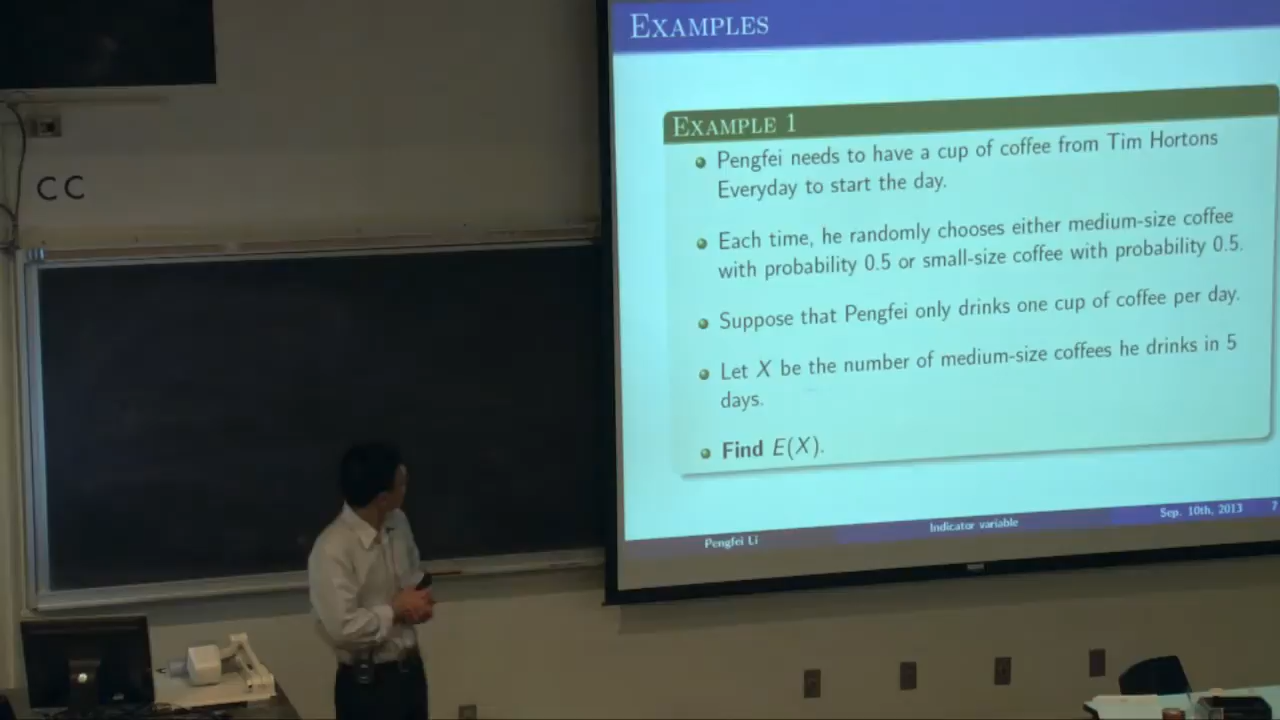 EXAMPLES
EXAMPLE 1
Pengfei needs to have a cup of coffee from Tim Hortons
Everyday to start the day.
Each time, he randomly chooses either medium-size coffee
with probability 0.5 or small-size coffee with probability 0.5.
Suppose that Pengfei only drinks one cup of coffee per day.
Let X be the number of medium-size coffees he drinks in 5
days.
Find E(X).
Pengfei Li
Indicator variable
Sep. 10th, 2013
7
CC